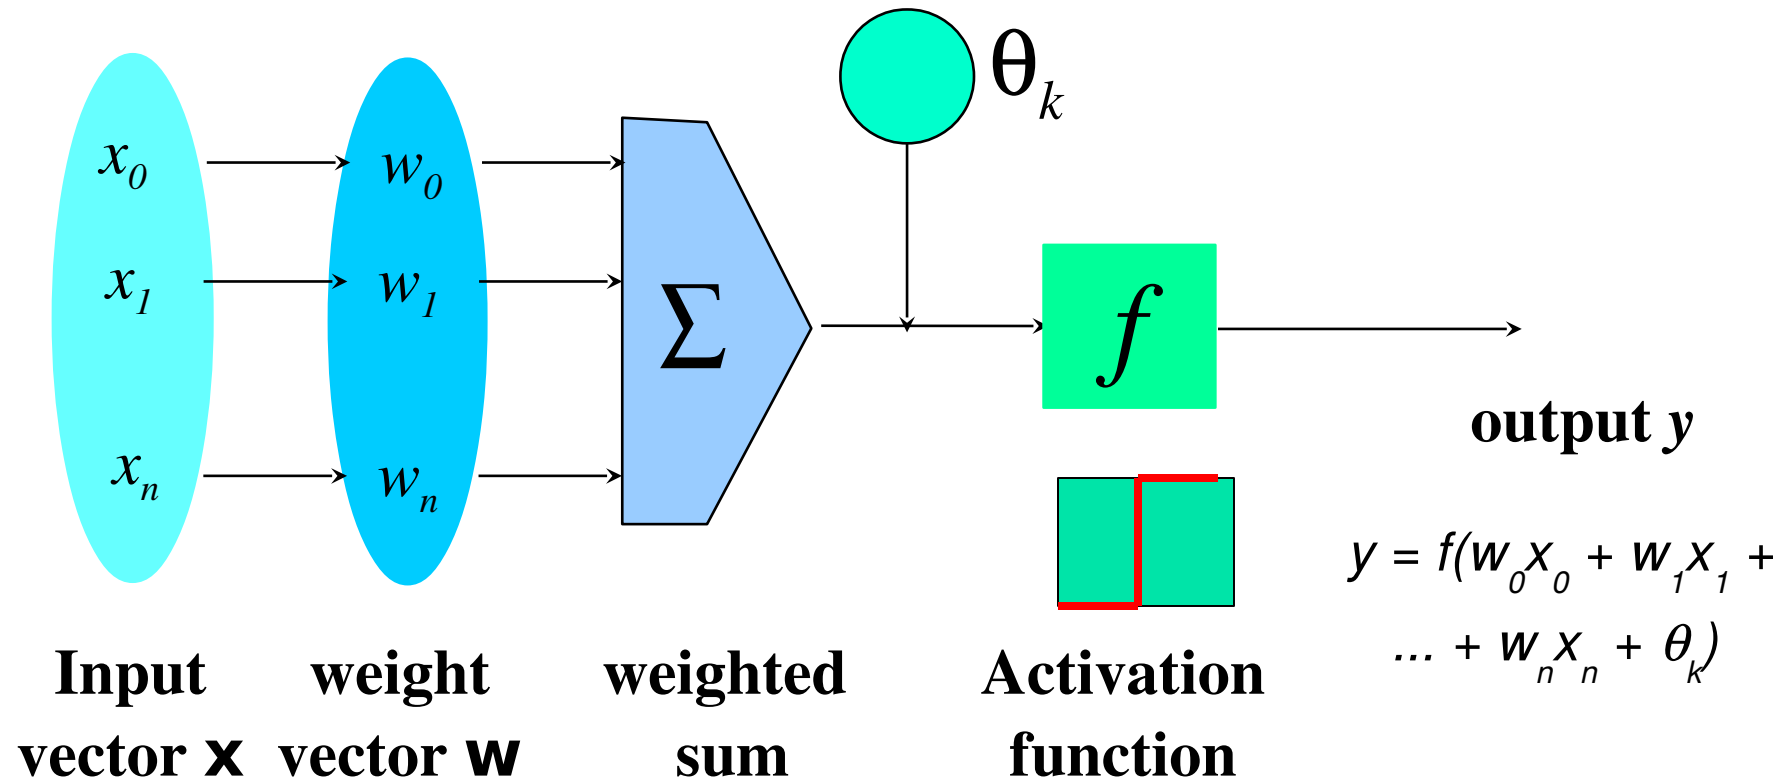 θk
x0 w0
x1 w1
Σ f
output y
xn wn
y = f(w0x0 + w1x1 +
... + wnxn + θk)
Input vector x
weight vector w
weighted sum
Activation function